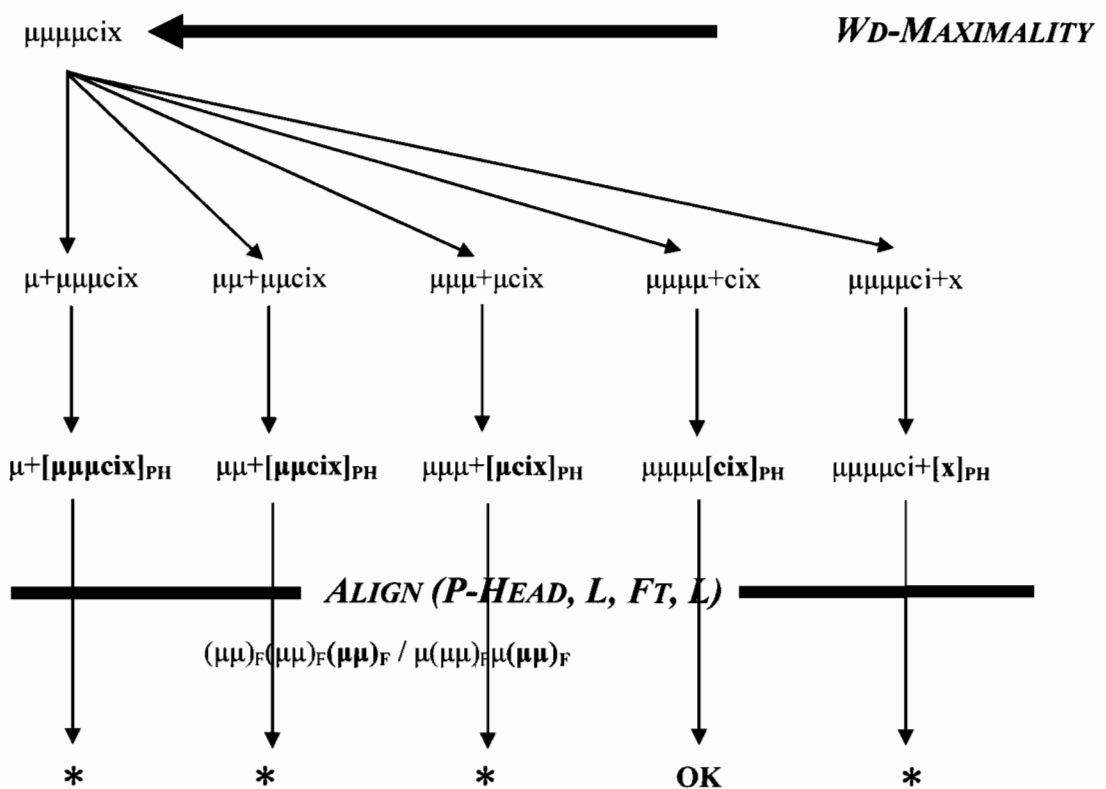 μμμμcix WD-MAXIMALITY
μ+μμμcix μμ+μμcix μμμ+μcix μμμμ+cix μμμμci+x
μ+[μμμcix]PH μμ+[μμcix]PH μμμ+[μcix]PH μμμμ[cix]PH μμμμci+[x]PH
ALIGN (P-HEAD, L, FT, L)
(μμ)F(μμ)F(μμ)F / μ(μμ)Fμ(μμ)F
* * * OK *